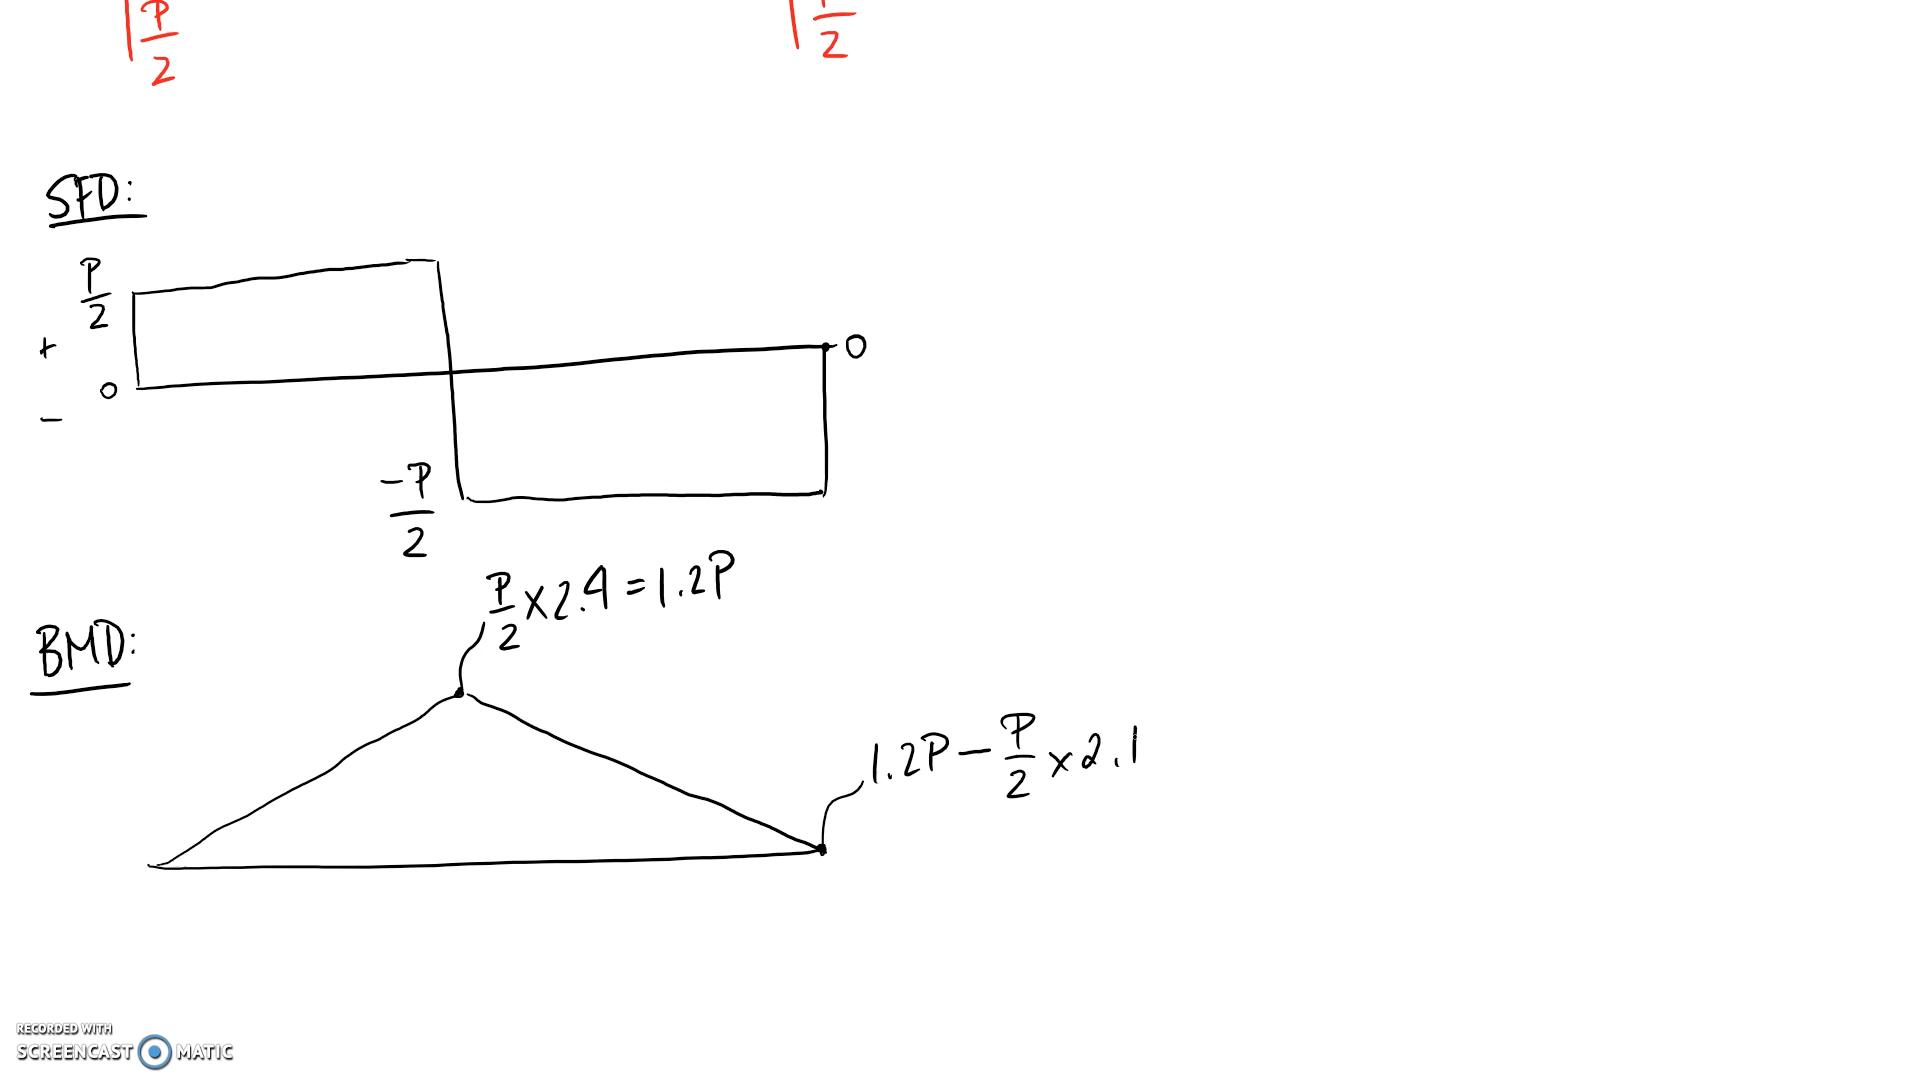 P/2
P/2
SFD:
P/2
+
0
0
-
-P/2
P/2 × 2.4 = 1.2P
BMD:
1.2P - P/2 × 2.1
RECORDED WITH
SCREENCAST MATIC